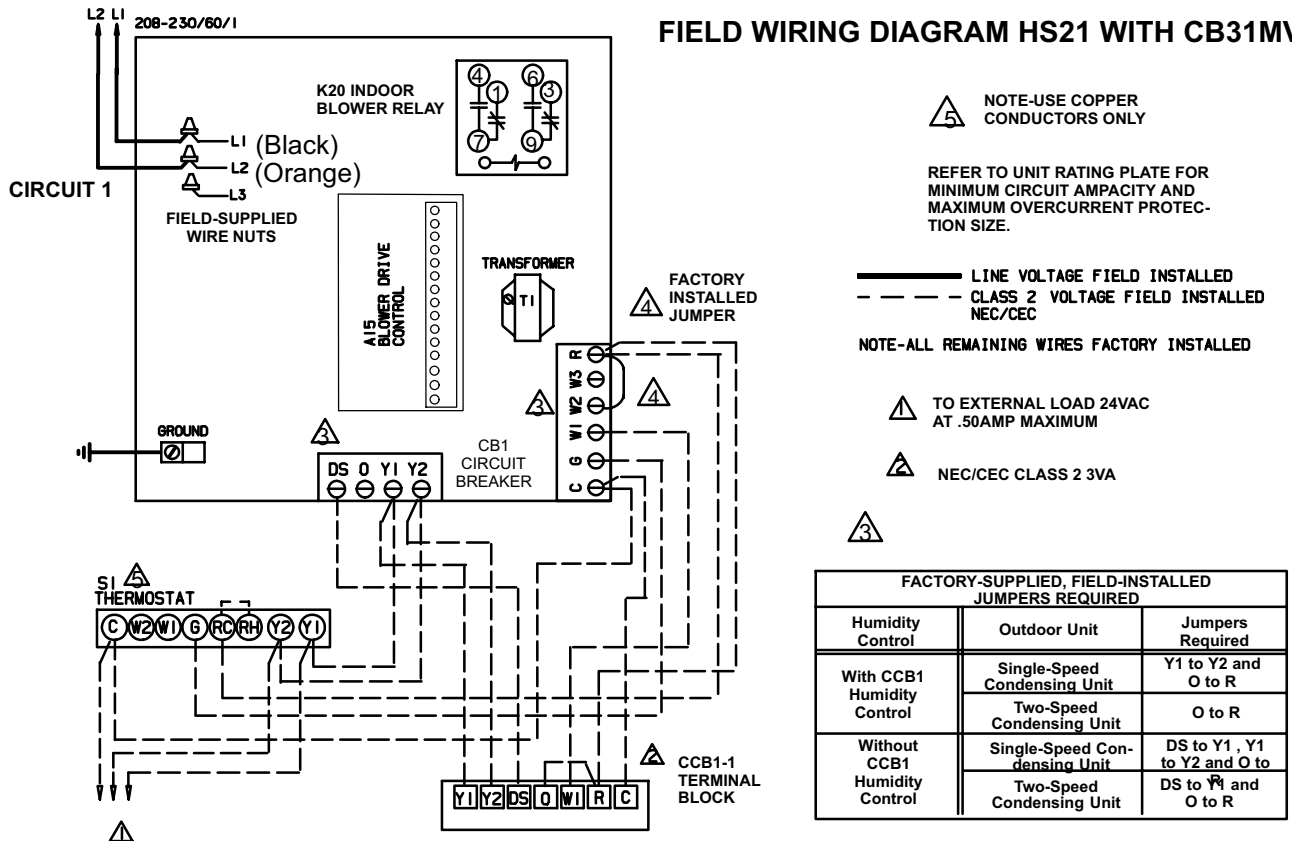 L2 L1 208-230/60/1
FIELD WIRING DIAGRAM HS21 WITH CB31MV
K20 INDOOR
BLOWER RELAY
4
1
6
3
7
9
L1 (Black)
L2 (Orange)
L3
CIRCUIT 1
FIELD-SUPPLIED
WIRE NUTS
A15
BLOWER DRIVE
CONTROL
TRANSFORMER
T1
4
FACTORY
INSTALLED
JUMPER
R
W3
W2
W1
G
C
3
4
GROUND
3
DS O Y1 Y2
CB1
CIRCUIT
BREAKER
S1
5
THERMOSTAT
C W2 W1 G RC RH Y2 Y1
1
Y1 Y2 DS O W1 R C
2
CCB1-1
TERMINAL
BLOCK
5
NOTE-USE COPPER
CONDUCTORS ONLY
REFER TO UNIT RATING PLATE FOR
MINIMUM CIRCUIT AMPACITY AND
MAXIMUM OVERCURRENT PROTEC-
TION SIZE.
LINE VOLTAGE FIELD INSTALLED
CLASS 2 VOLTAGE FIELD INSTALLED
NEC/CEC
NOTE-ALL REMAINING WIRES FACTORY INSTALLED
1
TO EXTERNAL LOAD 24VAC
AT .50AMP MAXIMUM
2
NEC/CEC CLASS 2 3VA
3
FACTORY-SUPPLIED, FIELD-INSTALLED
JUMPERS REQUIRED
Humidity
Control
Outdoor Unit
Jumpers
Required
With CCB1
Humidity
Control
Single-Speed
Condensing Unit
Y1 to Y2 and
O to R
Two-Speed
Condensing Unit
O to R
Without
CCB1
Humidity
Control
Single-Speed Con-
densing Unit
DS to Y1 , Y1
to Y2 and O to
R
Two-Speed
Condensing Unit
DS to Y1 and
O to R